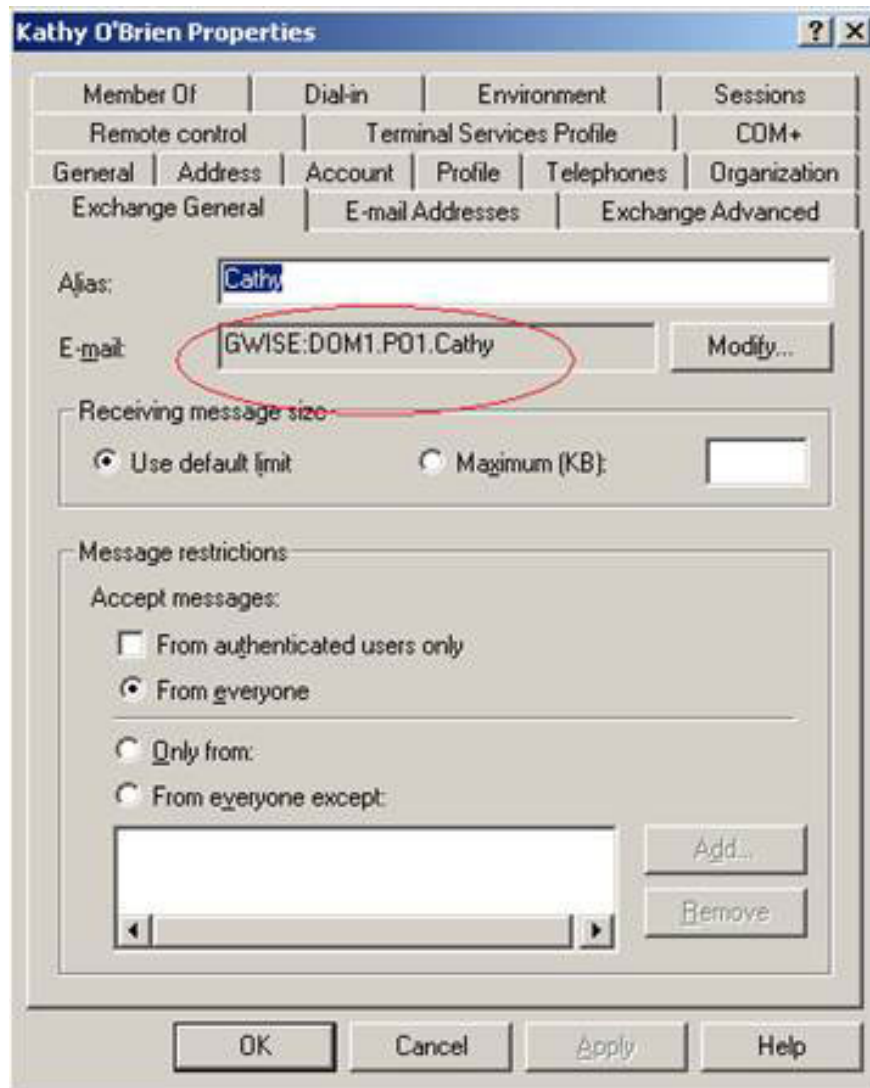 Kathy O'Brien Properties
Member Of Dial-in Environment Sessions
Remote control Terminal Services Profile COM+
General Address Account Profile Telephones Organization
Exchange General E-mail Addresses Exchange Advanced
Alias: Cathy
E-mail: GWISE:DOM1.PO1.Cathy Modify...
Receiving message size
Use default limit Maximum (KB):
Message restrictions
Accept messages:
From authenticated users only
From everyone
Only from:
From everyone except:
Add...
Remove
OK Cancel Apply Help